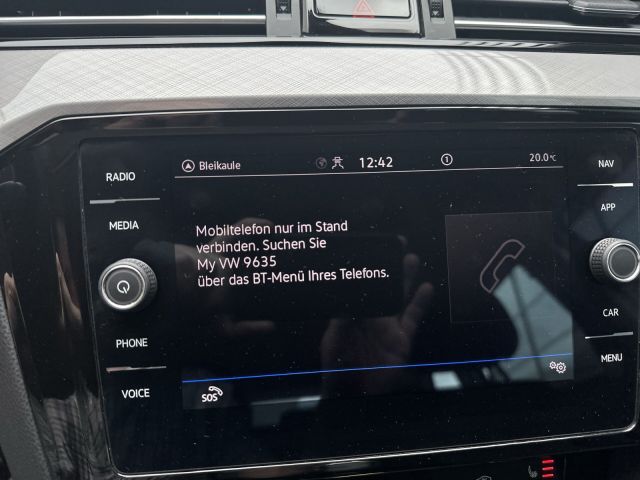 RADIO
MEDIA
PHONE
VOICE
Bleikaule 12:42 1 20.0°C
Mobiltelefon nur im Stand
verbinden. Suchen Sie
My VW 9635
über das BT-Menü Ihres Telefons.
SOS
NAV
APP
CAR
MENU